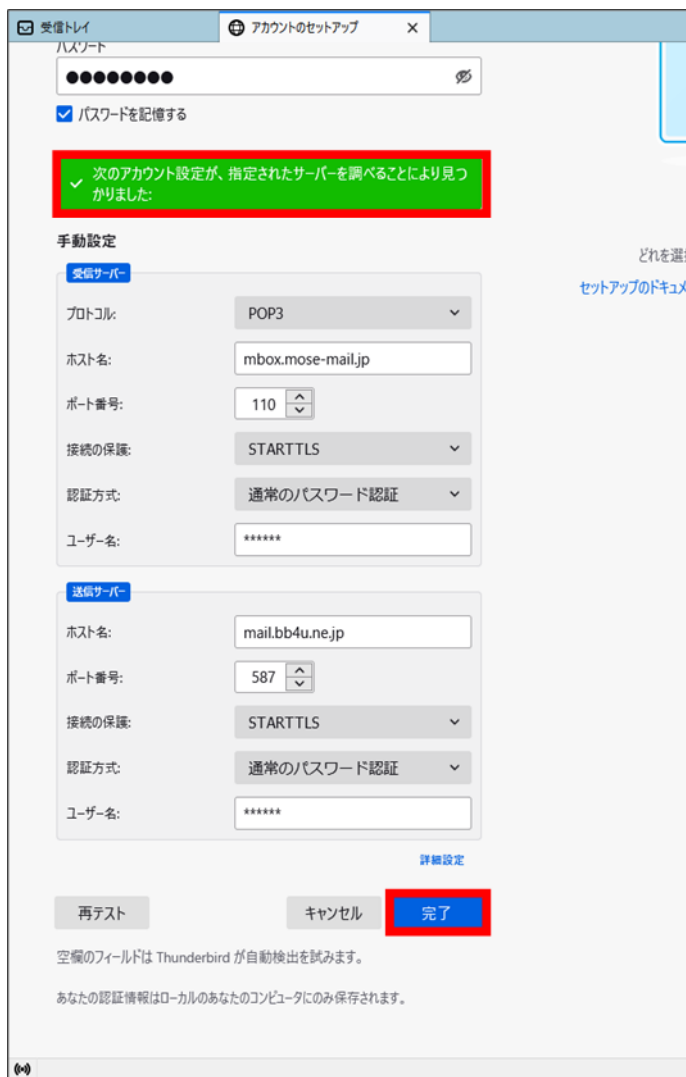 受信トレイ
アカウントのセットアップ
パスワード
●●●●●●●●
パスワードを記憶する
次のアカウント設定が、指定されたサーバーを調べることにより見つ
かりました:
手動設定
受信サーバー
プロトコル: POP3
ホスト名: mbox.mose-mail.jp
ポート番号: 110
接続の保護: STARTTLS
認証方式: 通常のパスワード認証
ユーザー名: ******
送信サーバー
ホスト名: mail.bb4u.ne.jp
ポート番号: 587
接続の保護: STARTTLS
認証方式: 通常のパスワード認証
ユーザー名: ******
詳細設定
再テスト キャンセル 完了
空欄のフィールドは Thunderbird が自動検出を試みます。
あなたの認証情報はローカルのあなたのコンピュータにのみ保存されます。
どれを選
セットアップのドキュメ